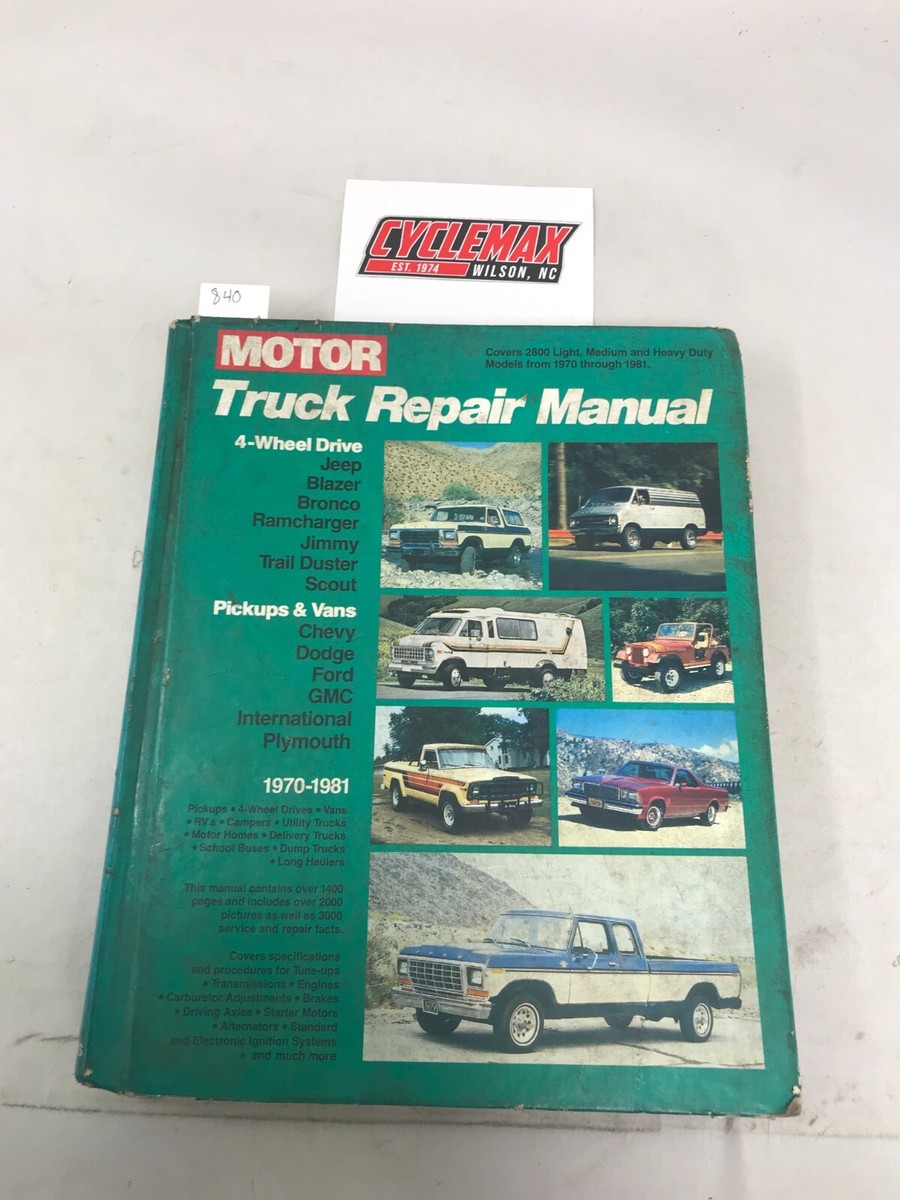 CYCLEMAX
EST. 1974
WILSON, NC
840
MOTOR
Covers 2800 Light, Medium and Heavy Duty
Models from 1970 through 1981.
Truck Repair Manual
4-Wheel Drive
Jeep
Blazer
Bronco
Ramcharger
Jimmy
Trail Duster
Scout
Pickups & Vans
Chevy
Dodge
Ford
GMC
International
Plymouth
1970-1981
Pickups • 4-Wheel Drives • Vans
• RV.s • Campers • Utility Trucks
• Motor Homes • Delivery Trucks
• School Buses • Dump Trucks
• Long Haulers
This manual contains over 1400
pages and includes over 2000
pictures as well as 3000
service and repair facts.
Covers specifications
and procedures for Tune-ups
• Transmissions • Engines
• Carburetor Adjustments • Brakes
• Driving Axles • Starter Motors
• Alternators • Standard
and Electronic Ignition Systems
• and much more